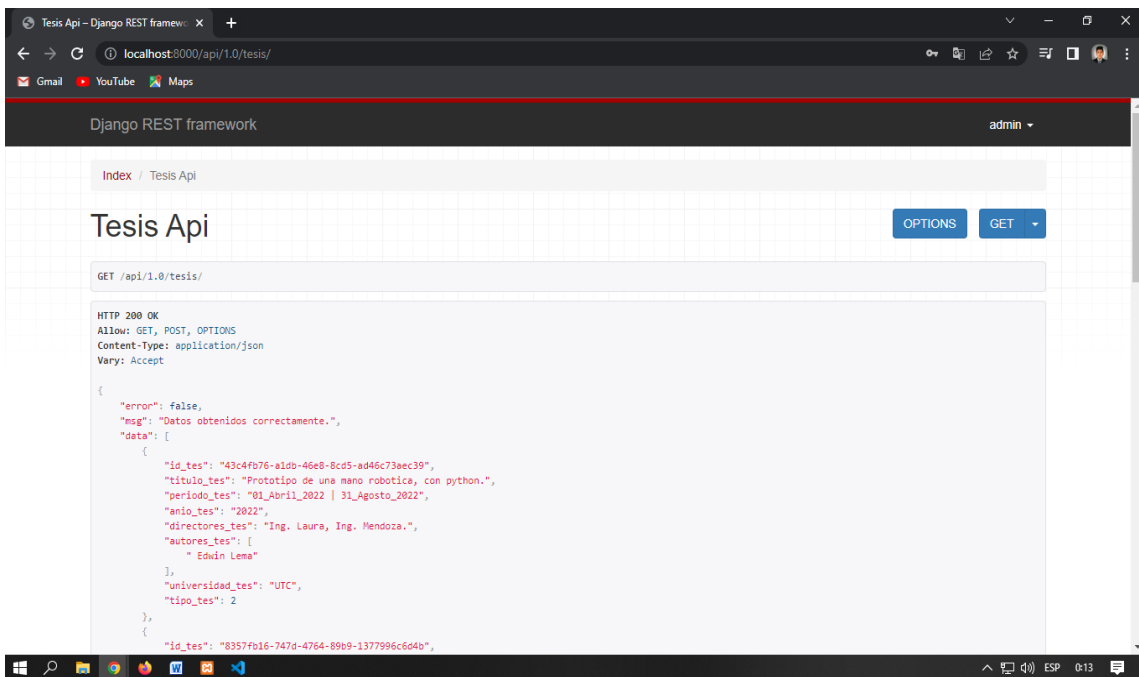 Tesis Api – Django REST framewo
localhost:8000/api/1.0/tesis/
Gmail YouTube Maps
Django REST framework admin
Index / Tesis Api
Tesis Api OPTIONS GET
GET /api/1.0/tesis/
HTTP 200 OK
Allow: GET, POST, OPTIONS
Content-Type: application/json
Vary: Accept
{
"error": false,
"msg": "Datos obtenidos correctamente.",
"data": [
{
"id_tes": "43c4fb76-a1db-46e8-8cd5-ad46c73aec39",
"titulo_tes": "Prototipo de una mano robotica, con python.",
"periodo_tes": "01_Abril_2022 | 31_Agosto_2022",
"anio_tes": "2022",
"directores_tes": "Ing. Laura, Ing. Mendoza.",
"autores_tes": [
" Edwin Lema"
],
"universidad_tes": "UTC",
"tipo_tes": 2
},
{
"id_tes": "8357fb16-747d-4764-89b9-1377996c6d4b",
ESP 0:13